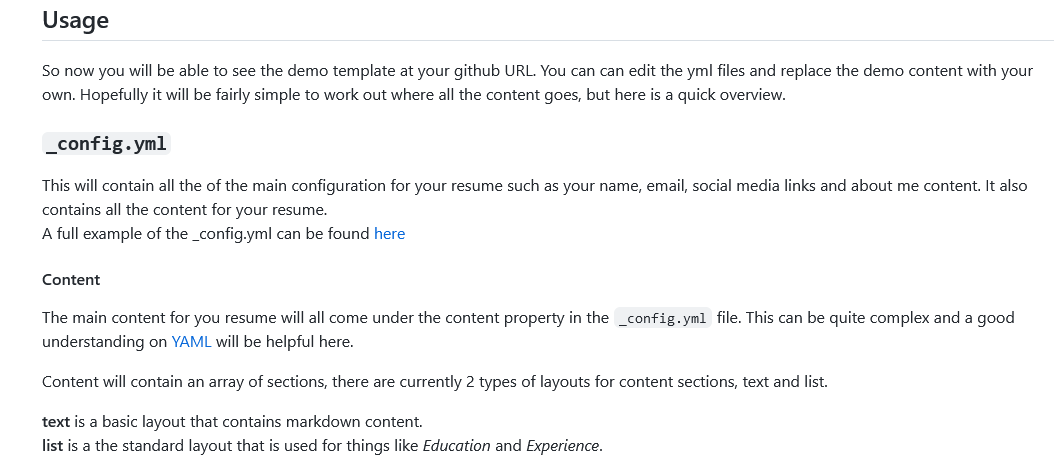 Usage
So now you will be able to see the demo template at your github URL. You can can edit the yml files and replace the demo content with your
own. Hopefully it will be fairly simple to work out where all the content goes, but here is a quick overview.
_config.yml
This will contain all the of the main configuration for your resume such as your name, email, social media links and about me content. It also
contains all the content for your resume.
A full example of the _config.yml can be found here
Content
The main content for you resume will all come under the content property in the _config.yml file. This can be quite complex and a good
understanding on YAML will be helpful here.
Content will contain an array of sections, there are currently 2 types of layouts for content sections, text and list.
text is a basic layout that contains markdown content.
list is a the standard layout that is used for things like Education and Experience.